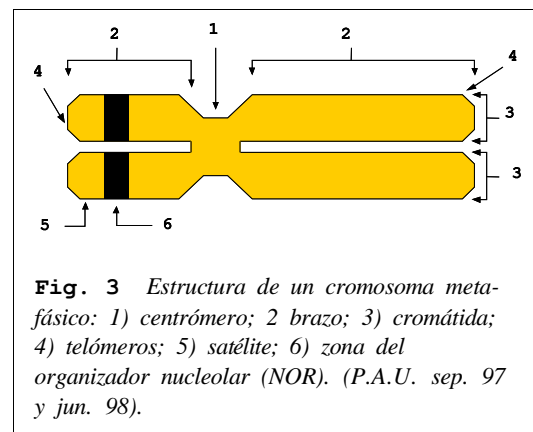 2 1 2
4 4
3
3
5 6
Fig. 3 Estructura de un cromosoma meta-
fásico: 1) centrómero; 2 brazo; 3) cromátida;
4) telómeros; 5) satélite; 6) zona del
organizador nucleolar (NOR). (P.A.U. sep. 97
y jun. 98).